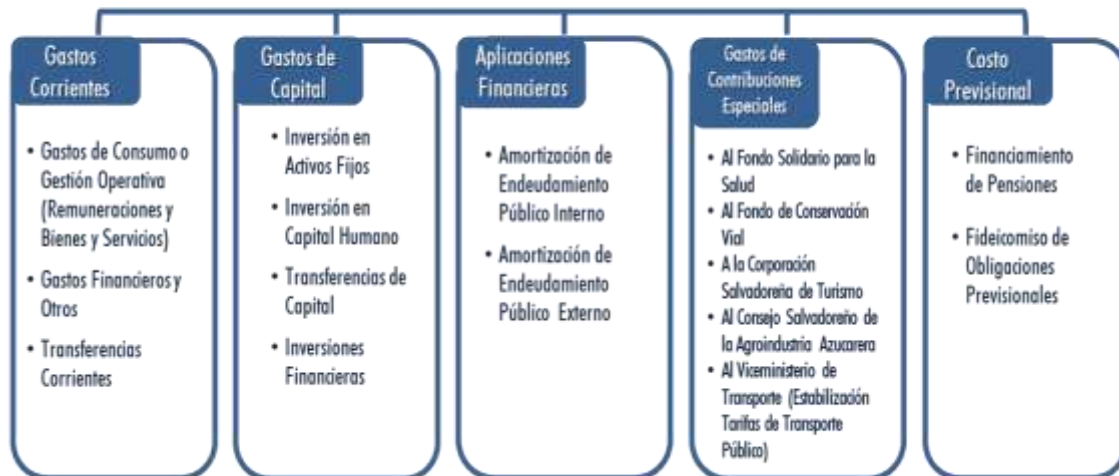 Gastos
Corrientes
• Gastos de Consumo o
Gestión Operativa
(Remuneraciones y
Bienes y Servicios)
• Gastos Financieros y
Otros
• Transferencias
Corrientes
Gastos de
Capital
• Inversión en
Activos Fijos
• Inversión en
Capital Humano
• Transferencias de
Capital
• Inversiones
Financieras
Aplicaciones
Financieras
• Amortización de
Endeudamiento
Público Interno
• Amortización de
Endeudamiento
Público Externo
Gastos de
Contribuciones
Especiales
• Al Fondo Solidario para la
Salud
• Al Fondo de Conservación
Vial
• A la Corporación
Salvadoreña de Turismo
• Al Consejo Salvadoreño de
la Agroindustria Azucarera
• Al Viceministerio de
Transporte (Estabilización
Tarifas de Transporte
Público)
Costo
Previsional
• Financiamiento
de Pensiones
• Fideicomiso de
Obligaciones
Previsionales